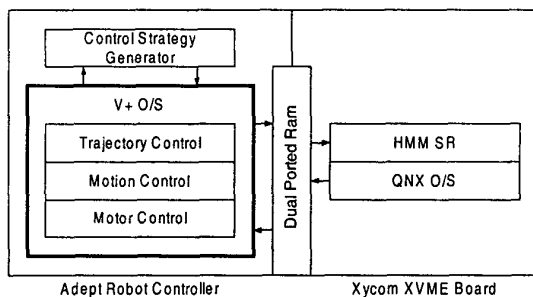 Control Strategy
Generator
V+ O/S
Trajectory Control
Motion Control
Motor Control
Dual Ported Ram
HMM SR
QNX O/S
Adept Robot Controller
Xycom XVME Board